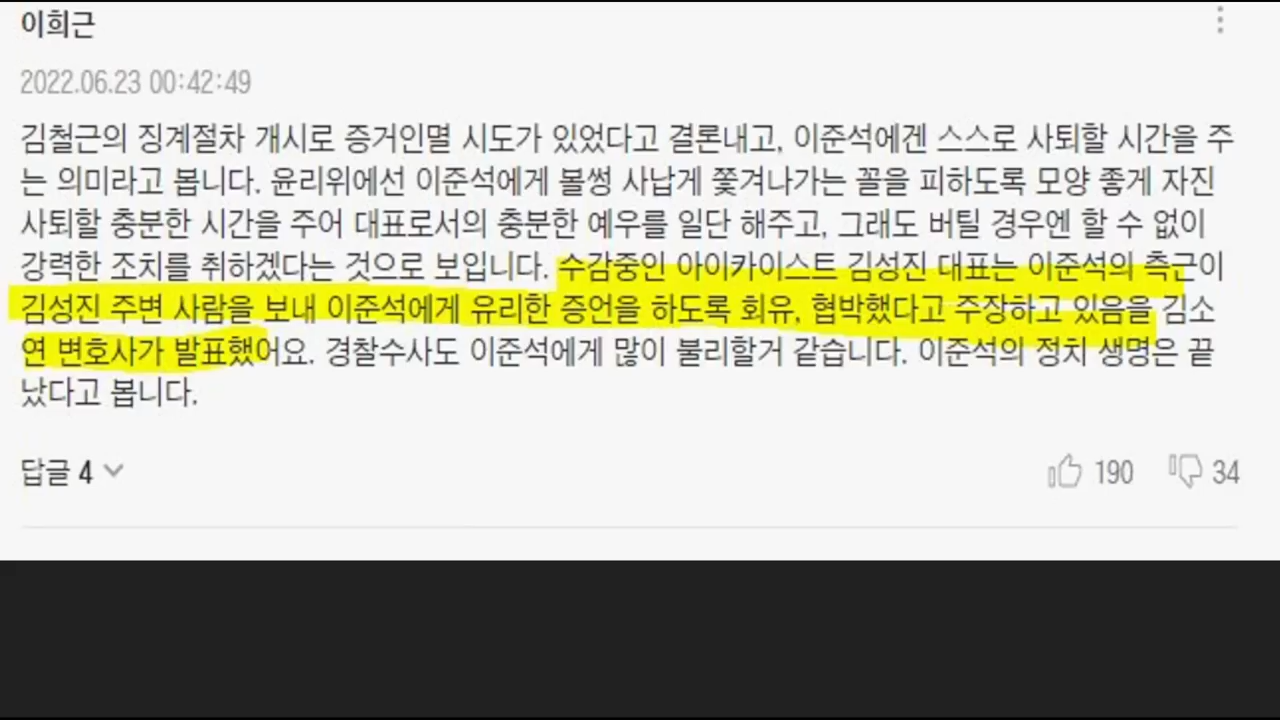 이희근
2022.06.23 00:42:49
김철근의 징계절차 개시로 증거인멸 시도가 있었다고 결론내고, 이준석에겐 스스로 사퇴할 시간을 주
는 의미라고 봅니다. 윤리위에선 이준석에게 볼썽 사납게 쫓겨나가는 꼴을 피하도록 모양 좋게 자진
사퇴할 충분한 시간을 주어 대표로서의 충분한 예우를 일단 해주고, 그래도 버틸 경우엔 할 수 없이
강력한 조치를 취하겠다는 것으로 보입니다. 수감중인 아이카이스트 김성진 대표는 이준석의 측근이
김성진 주변 사람을 보내 이준석에게 유리한 증언을 하도록 회유, 협박했다고 주장하고 있음을 김소
연 변호사가 발표했어요. 경찰수사도 이준석에게 많이 불리할거 같습니다. 이준석의 정치 생명은 끝
났다고 봅니다.
답글 4
190 34